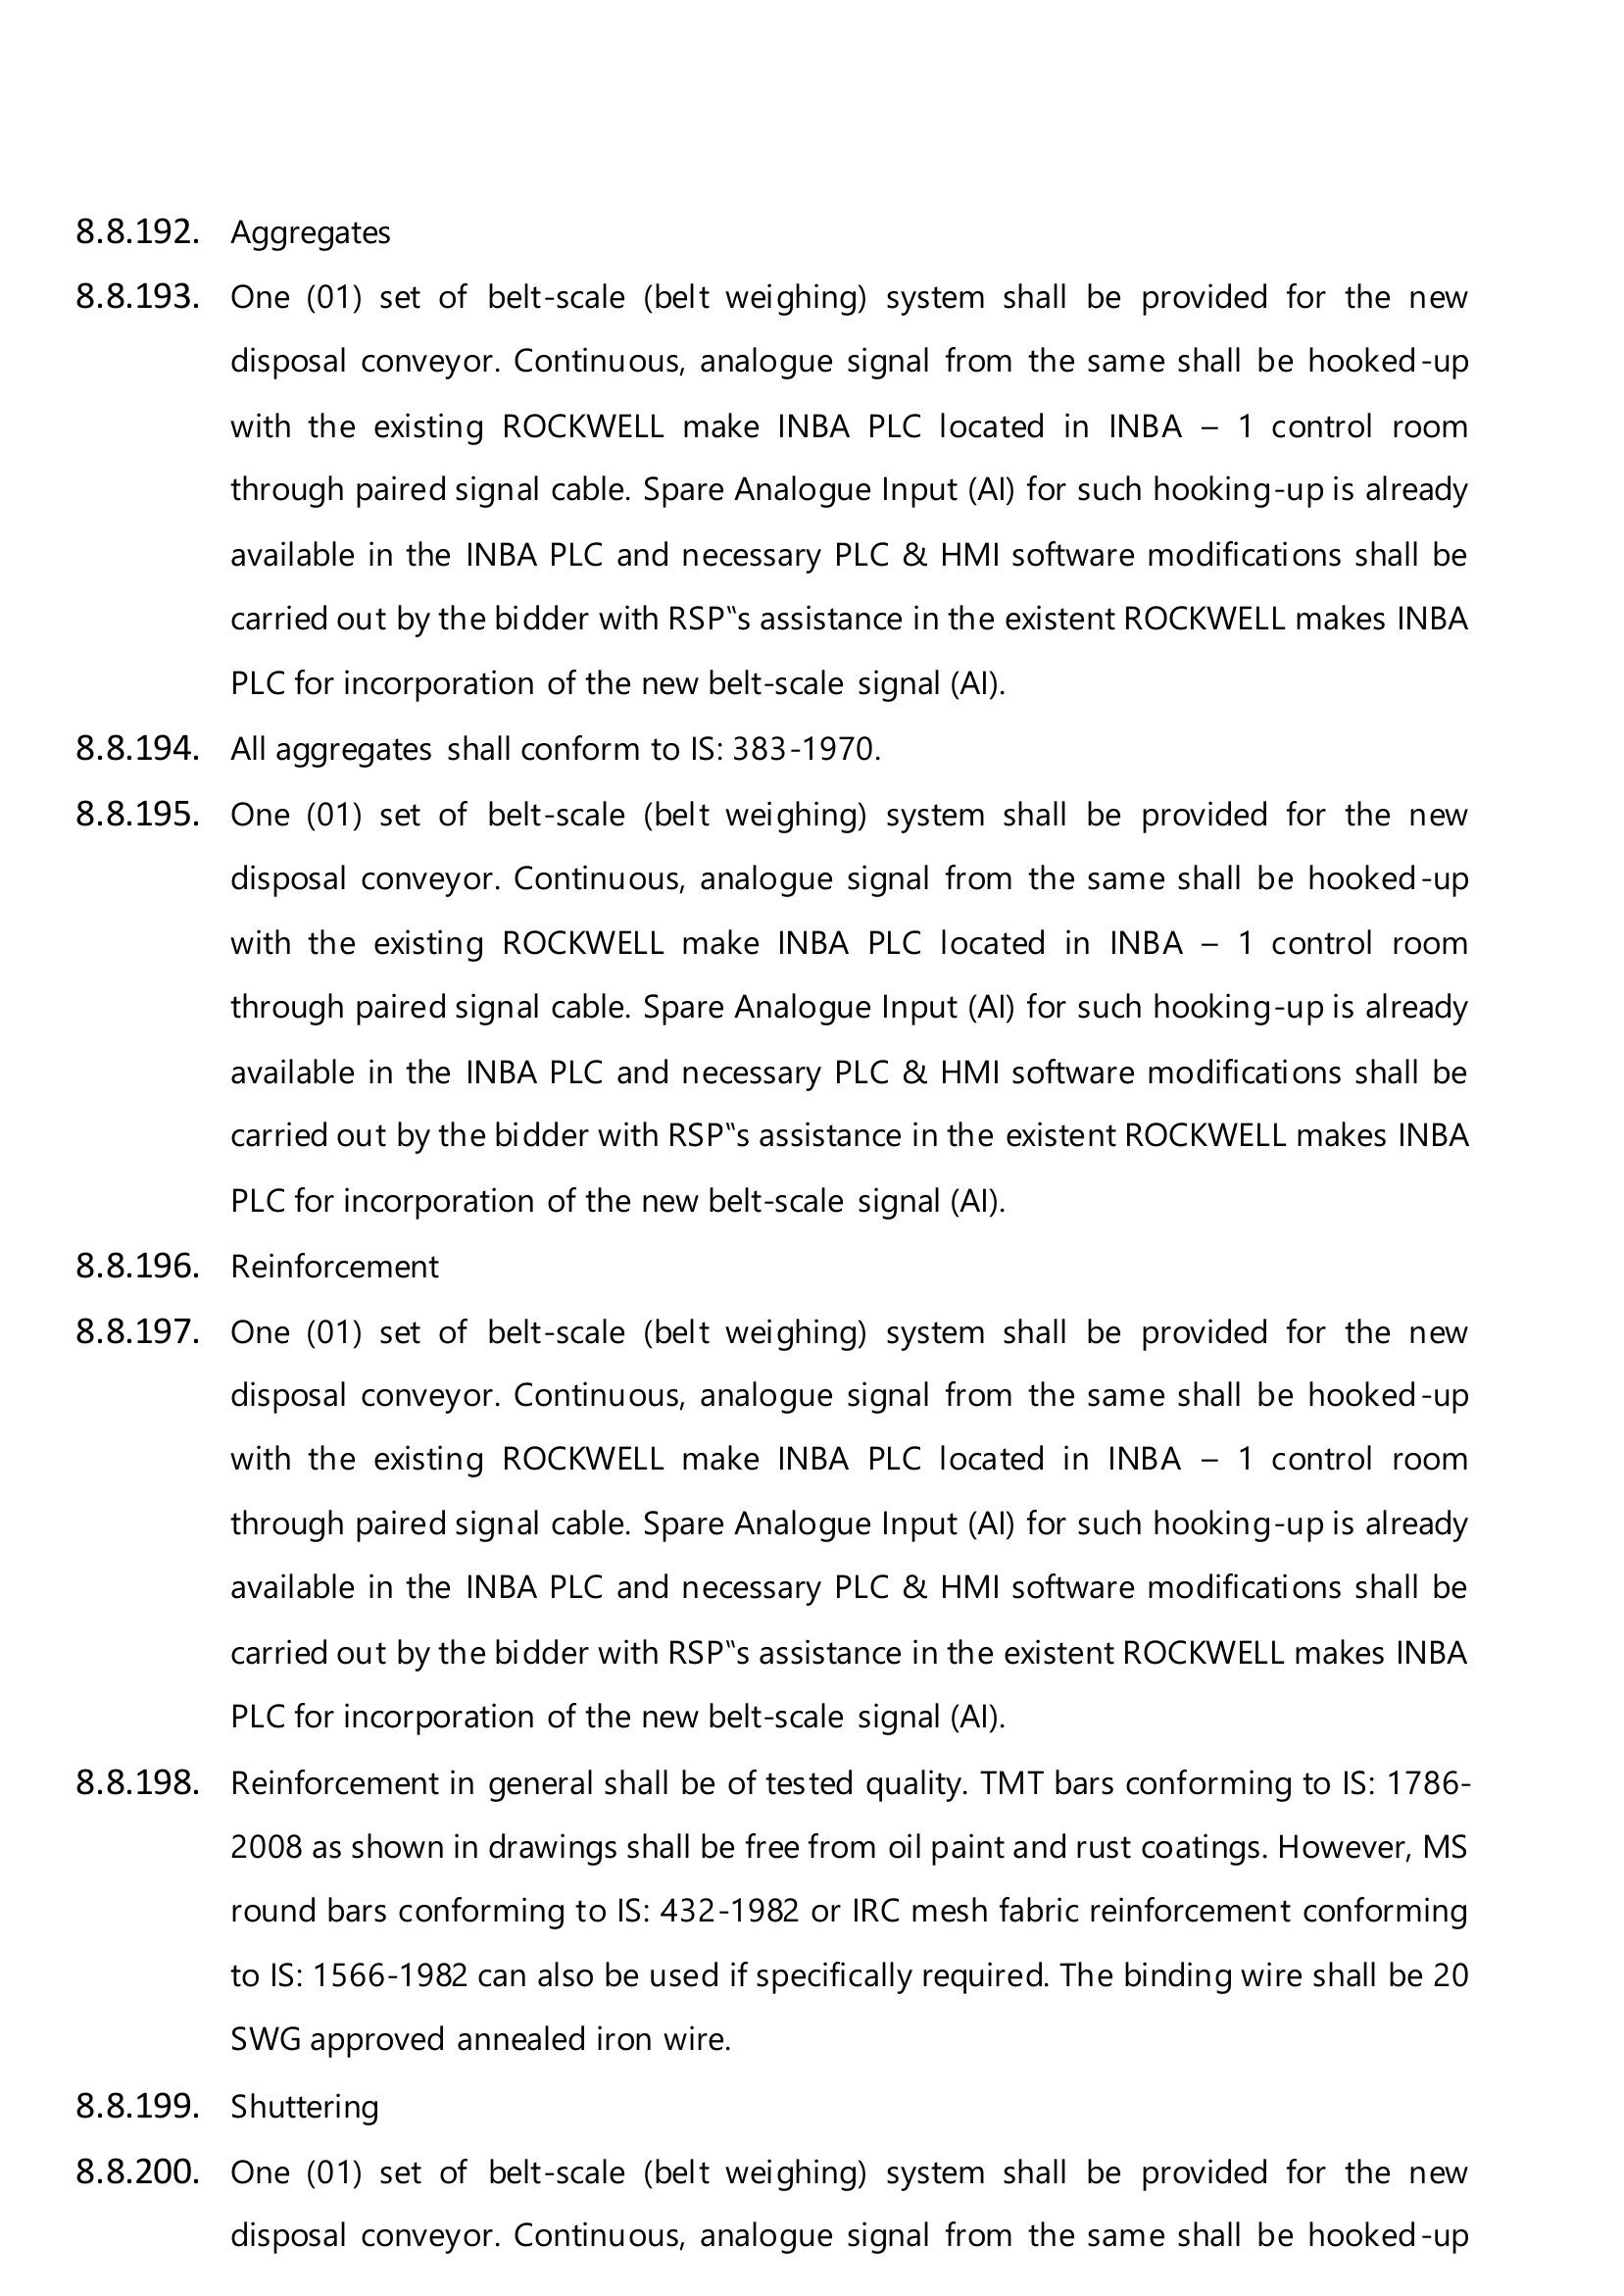 8.8.192. Aggregates
8.8.193. One (01) set of belt-scale (belt weighing) system shall be provided for the new
disposal conveyor. Continuous, analogue signal from the same shall be hooked-up
with the existing ROCKWELL make INBA PLC located in INBA – 1 control room
through paired signal cable. Spare Analogue Input (AI) for such hooking-up is already
available in the INBA PLC and necessary PLC & HMI software modifications shall be
carried out by the bidder with RSP‟s assistance in the existent ROCKWELL makes INBA
PLC for incorporation of the new belt-scale signal (AI).
8.8.194. All aggregates shall conform to IS: 383-1970.
8.8.195. One (01) set of belt-scale (belt weighing) system shall be provided for the new
disposal conveyor. Continuous, analogue signal from the same shall be hooked-up
with the existing ROCKWELL make INBA PLC located in INBA – 1 control room
through paired signal cable. Spare Analogue Input (AI) for such hooking-up is already
available in the INBA PLC and necessary PLC & HMI software modifications shall be
carried out by the bidder with RSP‟s assistance in the existent ROCKWELL makes INBA
PLC for incorporation of the new belt-scale signal (AI).
8.8.196. Reinforcement
8.8.197. One (01) set of belt-scale (belt weighing) system shall be provided for the new
disposal conveyor. Continuous, analogue signal from the same shall be hooked-up
with the existing ROCKWELL make INBA PLC located in INBA – 1 control room
through paired signal cable. Spare Analogue Input (AI) for such hooking-up is already
available in the INBA PLC and necessary PLC & HMI software modifications shall be
carried out by the bidder with RSP‟s assistance in the existent ROCKWELL makes INBA
PLC for incorporation of the new belt-scale signal (AI).
8.8.198. Reinforcement in general shall be of tested quality. TMT bars conforming to IS: 1786-
2008 as shown in drawings shall be free from oil paint and rust coatings. However, MS
round bars conforming to IS: 432-1982 or IRC mesh fabric reinforcement conforming
to IS: 1566-1982 can also be used if specifically required. The binding wire shall be 20
SWG approved annealed iron wire.
8.8.199. Shuttering
8.8.200. One (01) set of belt-scale (belt weighing) system shall be provided for the new
disposal conveyor. Continuous, analogue signal from the same shall be hooked-up